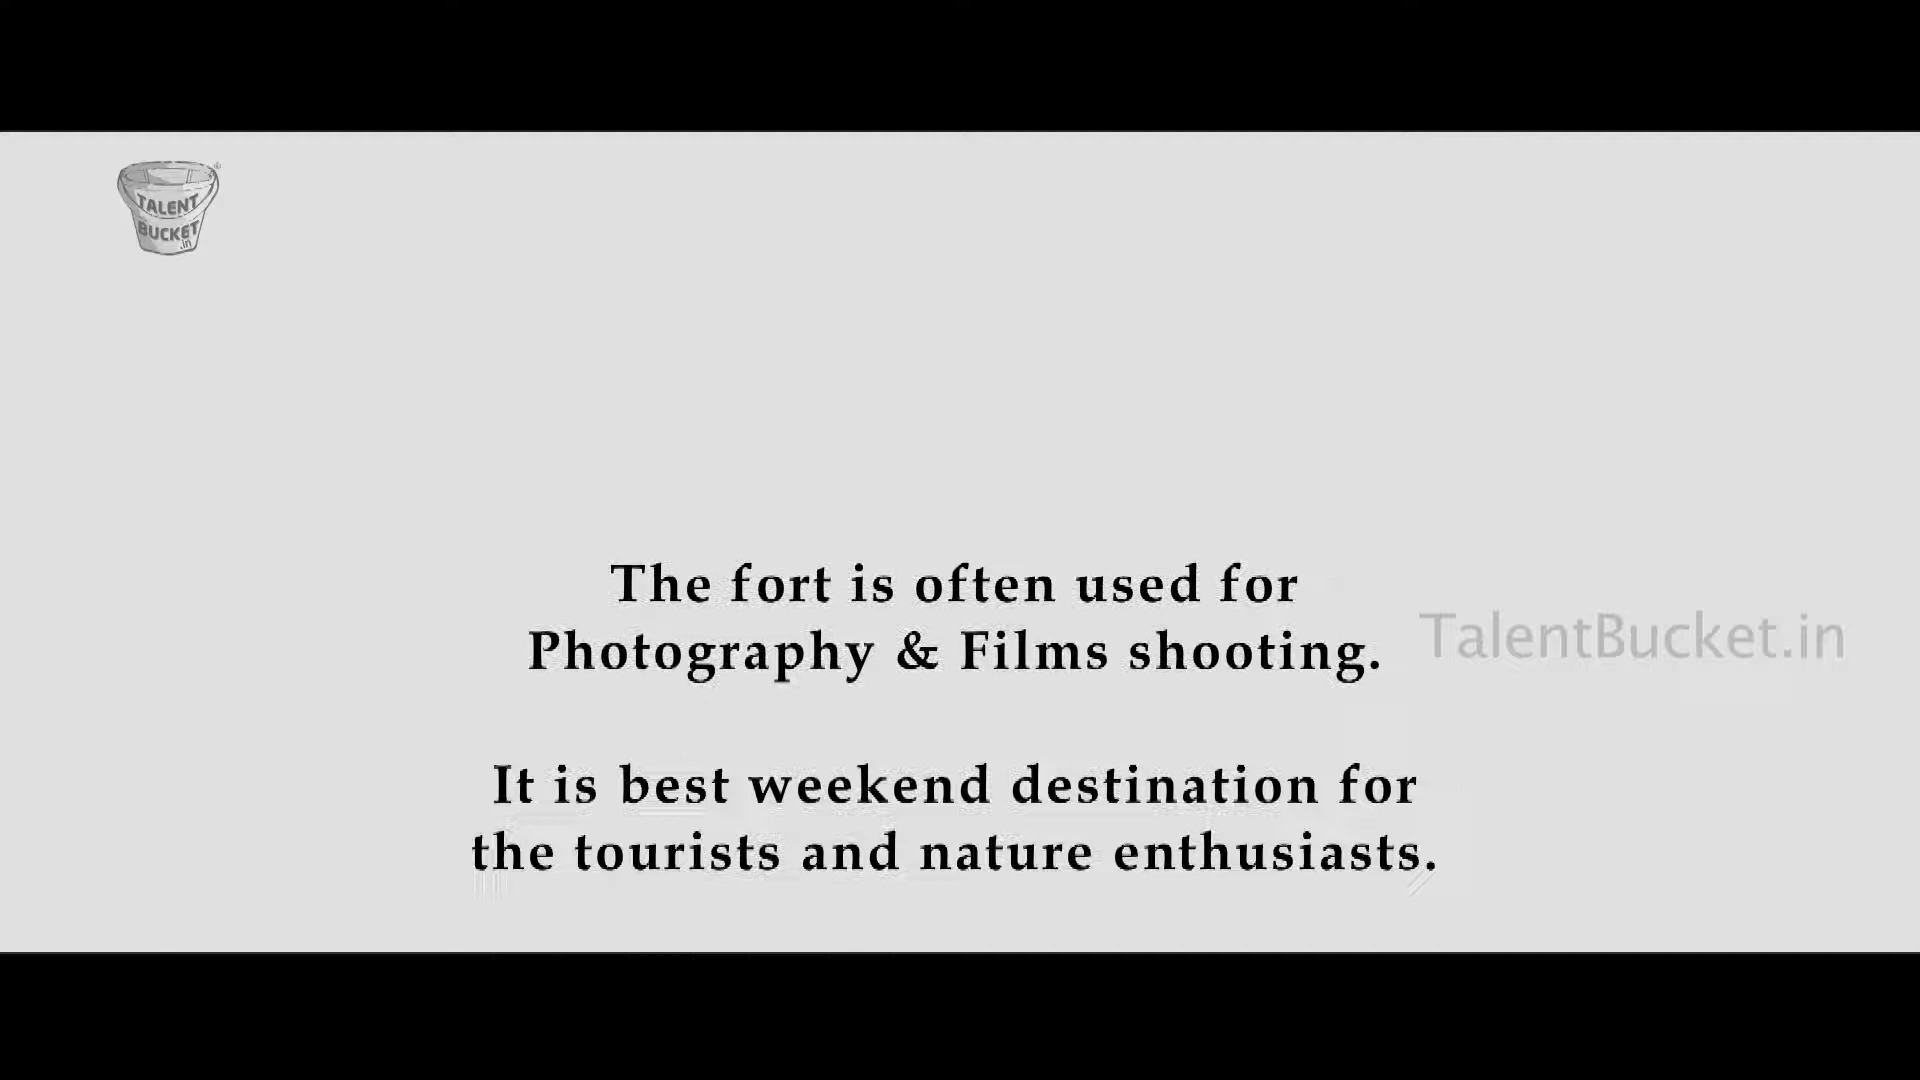 TALENT
BUCKET
.in
The fort is often used for
Photography & Films shooting.
TalentBucket.in
It is best weekend destination for
the tourists and nature enthusiasts.